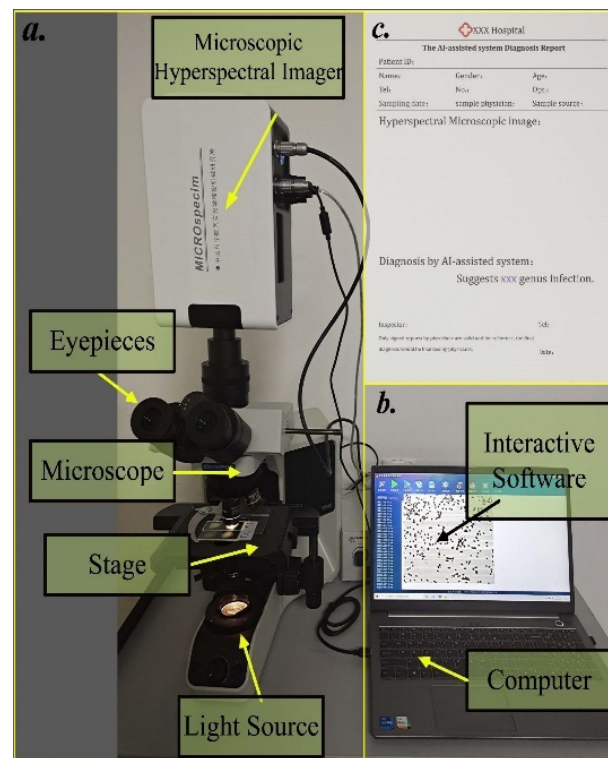 a.
Microscopic
Hyperspectral Imager
MICROspecim
Eyepieces
Microscope
Stage
Light Source
c.
XXX Hospital
The AI-assisted system Diagnosis Report
Patient ID:
Name: Gender: Age:
Tel: No.: Dpt.:
Sampling date: sample physician: Sample source:
Hyperspectral Microscopic image:
Diagnosis by AI-assisted system:
Suggests xxx genus infection.
Inspector: Tel:
Date:
b.
Interactive
Software
Computer